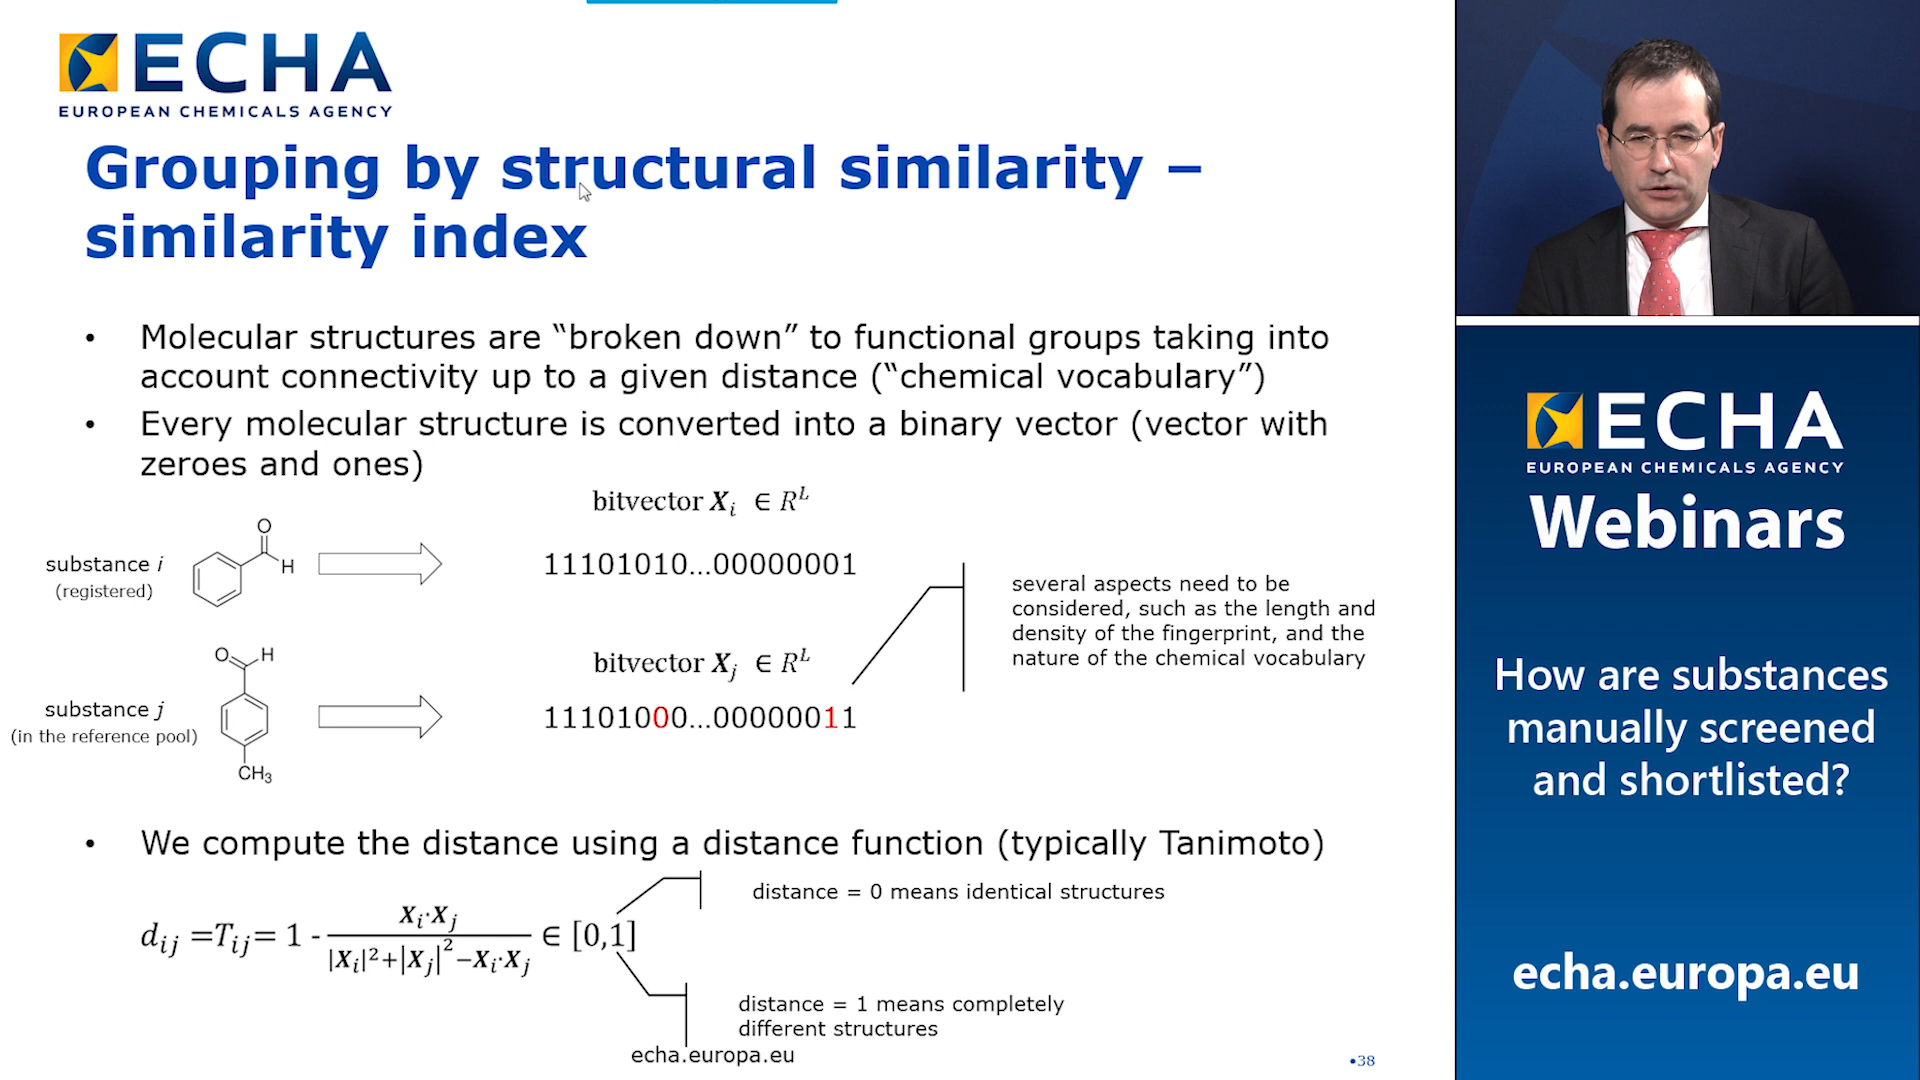 ECHA
EUROPEAN CHEMICALS AGENCY
Grouping by structural similarity –
similarity index
• Molecular structures are “broken down” to functional groups taking into
account connectivity up to a given distance (“chemical vocabulary”)
• Every molecular structure is converted into a binary vector (vector with
zeroes and ones)
bitvector Xᵢ ∈ Rᴸ
substance i
(registered)
O
H
11101010...00000001
several aspects need to be
considered, such as the length and
density of the fingerprint, and the
nature of the chemical vocabulary
bitvector Xⱼ ∈ Rᴸ
substance j
(in the reference pool)
O
H
CH₃
11101000...00000011
• We compute the distance using a distance function (typically Tanimoto)
distance = 0 means identical structures
dᵢⱼ =Tᵢⱼ= 1 - Xᵢ·Xⱼ / |Xᵢ|²+|Xⱼ|²−Xᵢ·Xⱼ ∈ [0,1]
distance = 1 means completely
different structures
echa.europa.eu
•38
ECHA
EUROPEAN CHEMICALS AGENCY
Webinars
How are substances
manually screened
and shortlisted?
echa.europa.eu